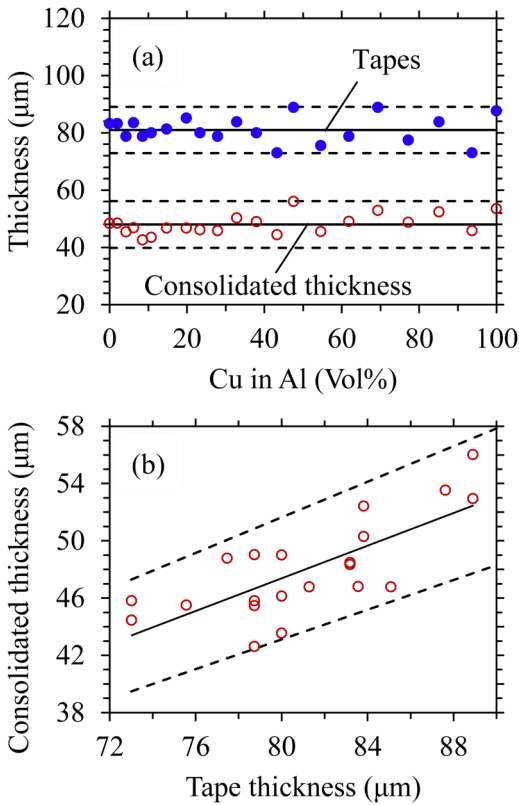 120
(a)
Tapes
100
80
60
40
Consolidated thickness
20
0 20 40 60 80 100
Thickness (μm)
Cu in Al (Vol%)
58
(b)
54
50
46
42
38
72 76 80 84 88
Consolidated thickness (μm)
Tape thickness (μm)